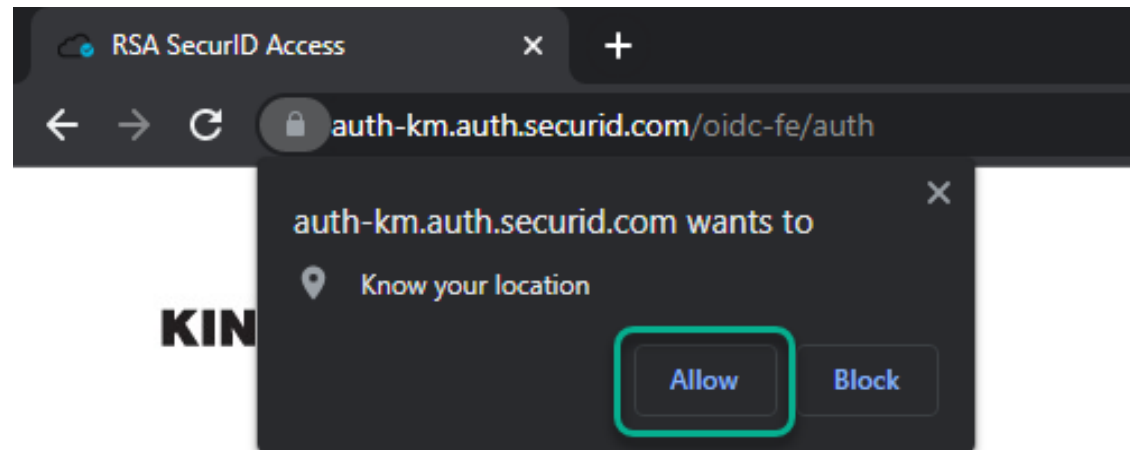 RSA SecurID Access
auth-km.auth.securid.com/oidc-fe/auth
auth-km.auth.securid.com wants to
Know your location
KIN
Allow
Block